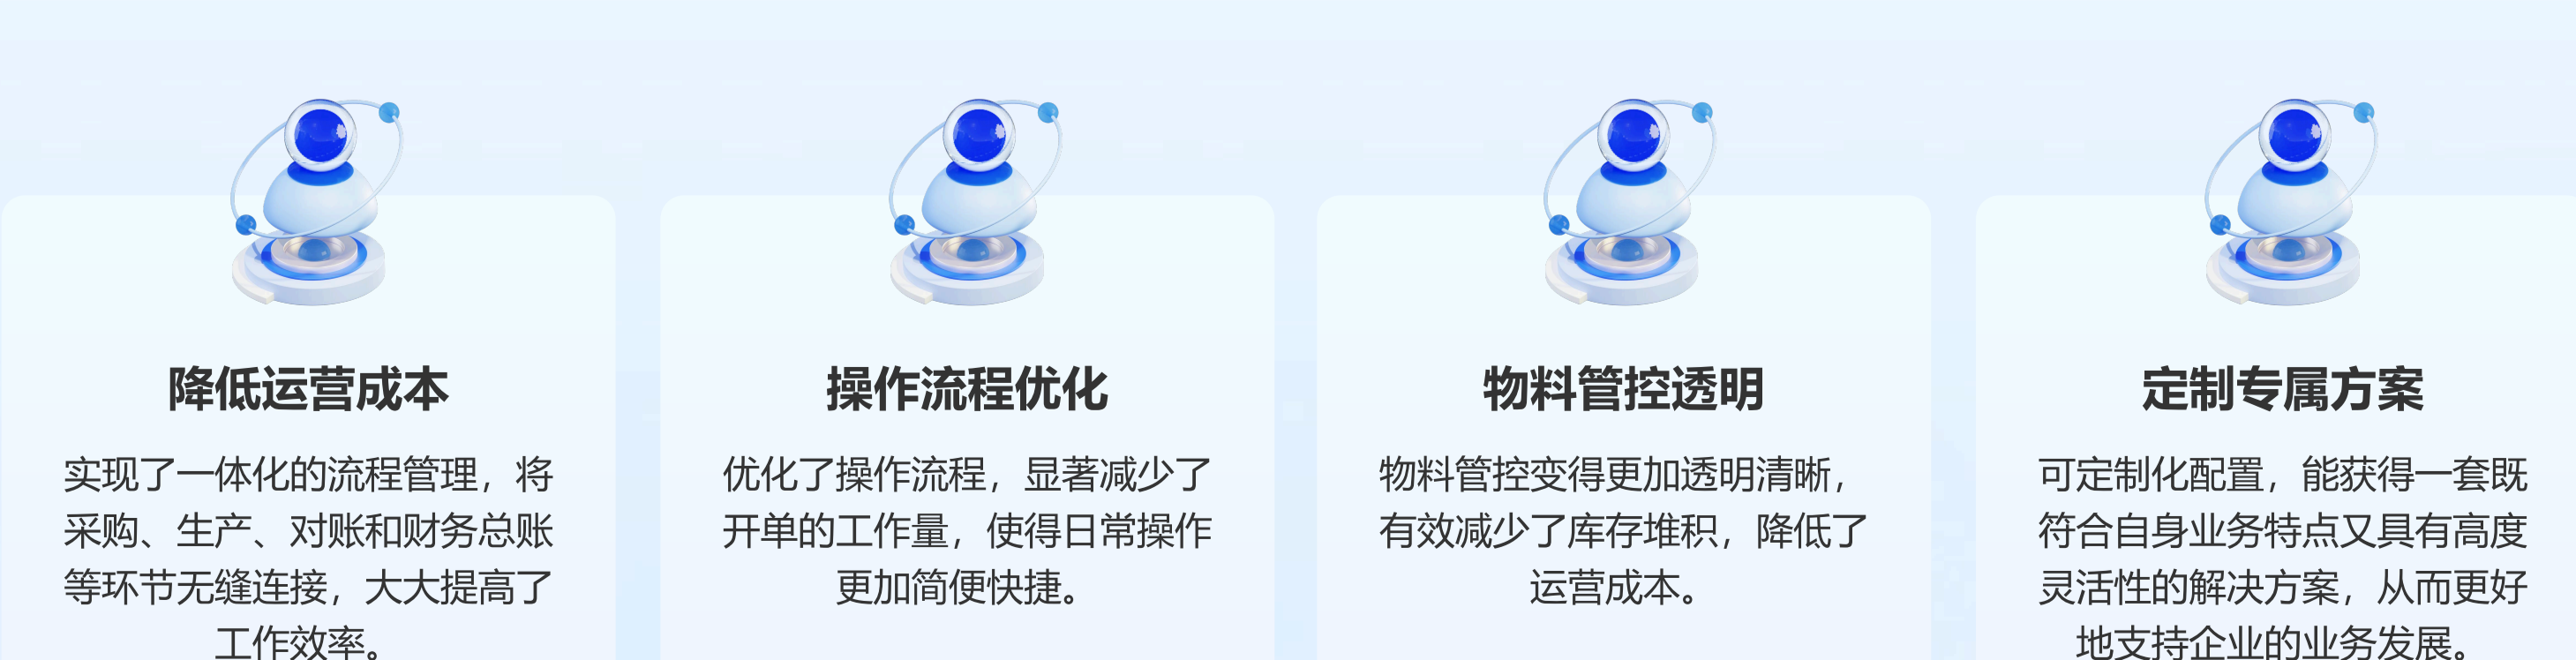 降低运营成本
实现了一体化的流程管理，将
采购、生产、对账和财务总账
等环节无缝连接，大大提高了
工作效率。
操作流程优化
优化了操作流程，显著减少了
开单的工作量，使得日常操作
更加简便快捷。
物料管控透明
物料管控变得更加透明清晰，
有效减少了库存堆积，降低了
运营成本。
定制专属方案
可定制化配置，能获得一套既
符合自身业务特点又具有高度
灵活性的解决方案，从而更好
地支持企业的业务发展。